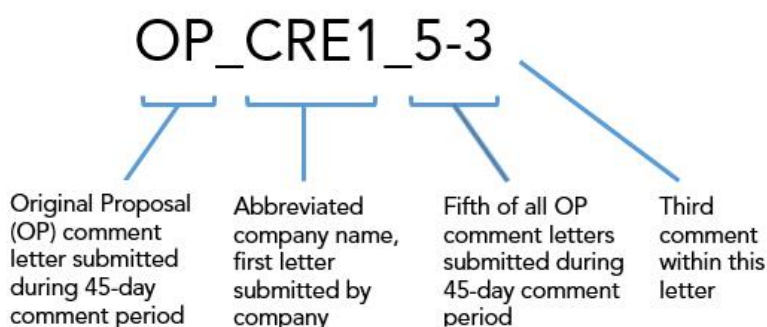 OP_CRE1_5-3
Original Proposal
(OP) comment
letter submitted
during 45-day
comment period
Abbreviated
company name,
first letter
submitted by
company
Fifth of all OP
comment letters
submitted during
45-day comment
period
Third
comment
within this
letter